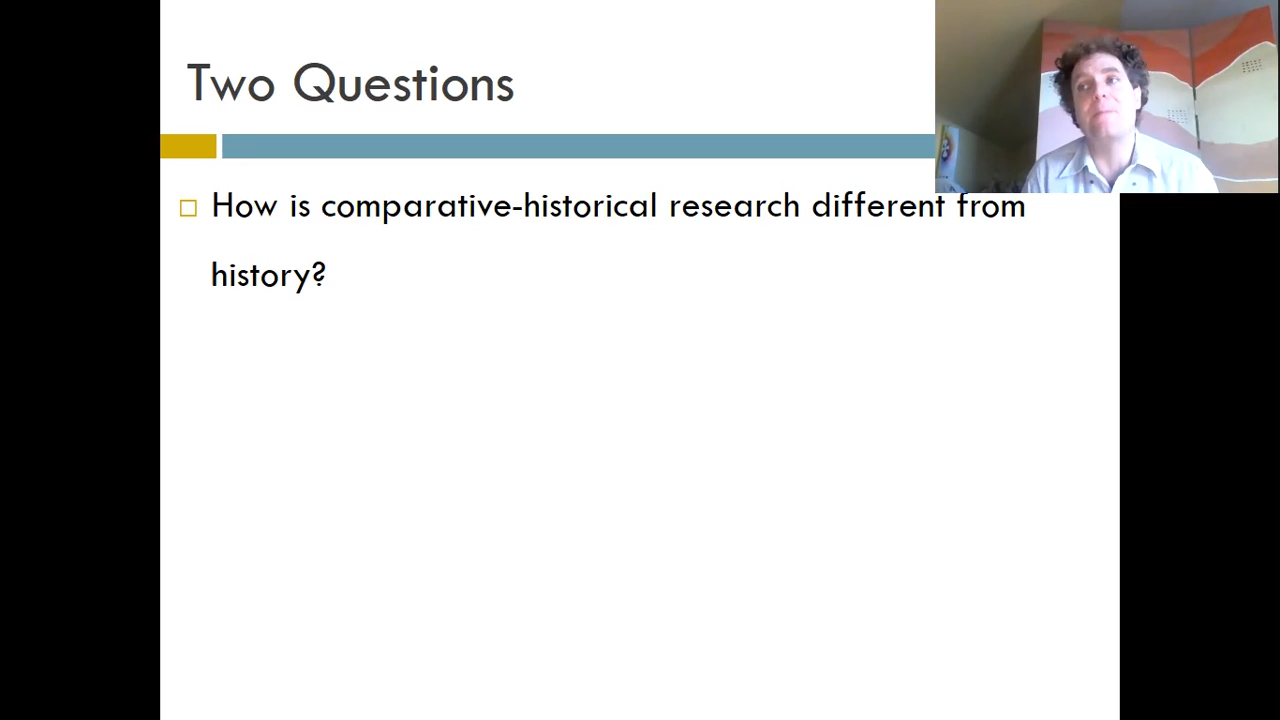 Two Questions
How is comparative-historical research different from
history?